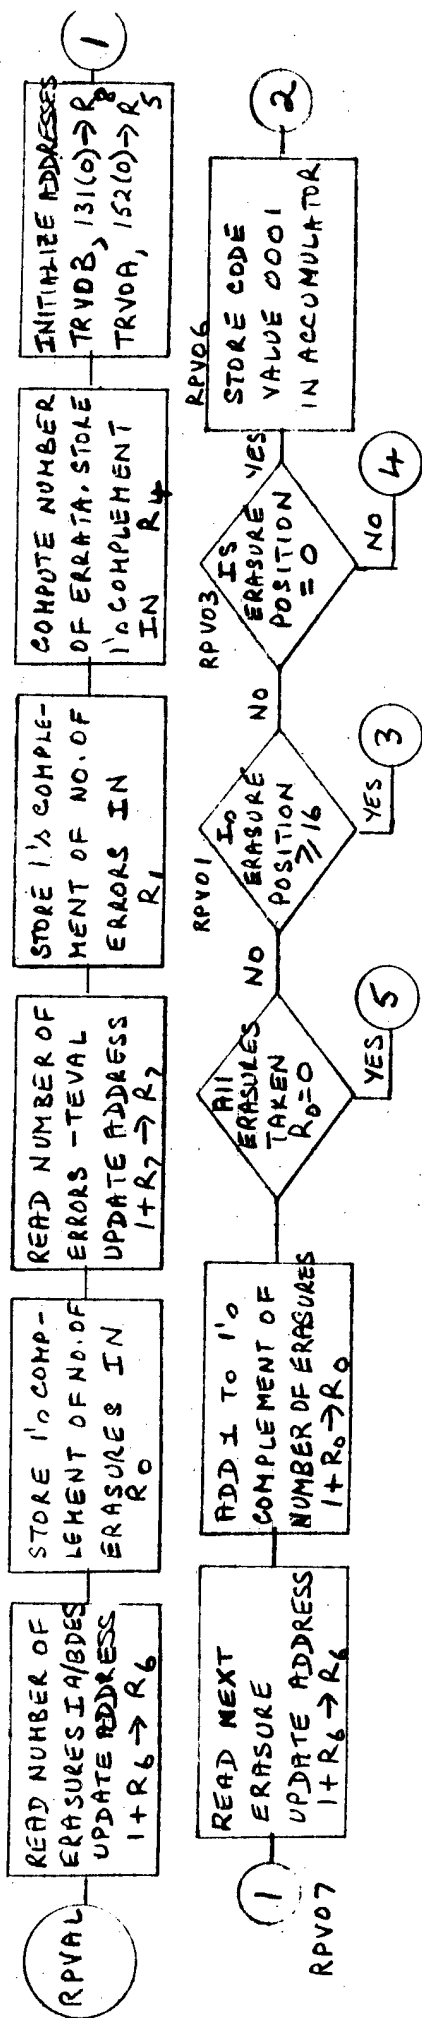 RPVAL
READ NUMBER OF
ERASURES IA/BDES
UPDATE ADDRESS
1+R6 → R6
STORE 1's COMP-
LEMENT OF NO. OF
ERASURES IN
R0
READ NUMBER OF
ERRORS - TEVAL
UPDATE ADDRESS
1+R7 → R7
STORE 1's COMPLE-
MENT OF NO. OF
ERRORS IN
R1
COMPUTE NUMBER
OF ERRATA. STORE
1's COMPLEMENT
IN R4
INITIALIZE ADDRESSES
TRVDB, 131(0) → R8
TRVDA, 152(0) → R5
1
1
RPV07
READ NEXT
ERASURE
UPDATE ADDRESS
1+R6 → R6
ADD 1 TO 1's
COMPLEMENT OF
NUMBER OF ERASURES
1+R0 → R0
All
ERASURES
TAKEN
R0=0
YES
5
NO
RPV01
Is
ERASURE
POSITION
≥16
YES
3
NO
RPV03
IS
ERASURE
POSITION
= 0
NO
4
YES
RPV06
STORE CODE
VALUE 0001
IN ACCUMULATOR
2